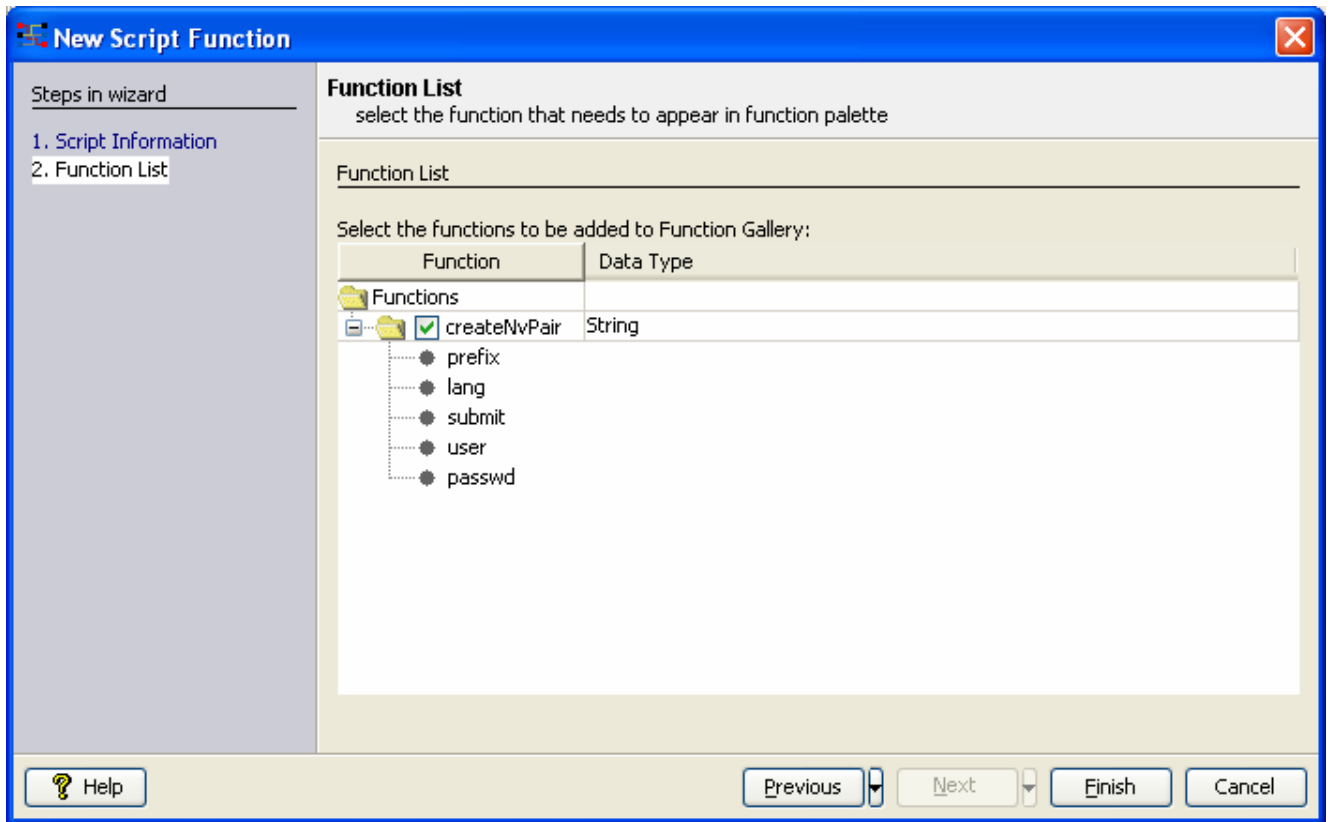 New Script Function
Steps in wizard
1. Script Information
2. Function List
Function List
select the function that needs to appear in function palette
Function List
Select the functions to be added to Function Gallery:
Function Data Type
Functions
createNvPair String
prefix
lang
submit
user
passwd
Help Previous Next Finish Cancel